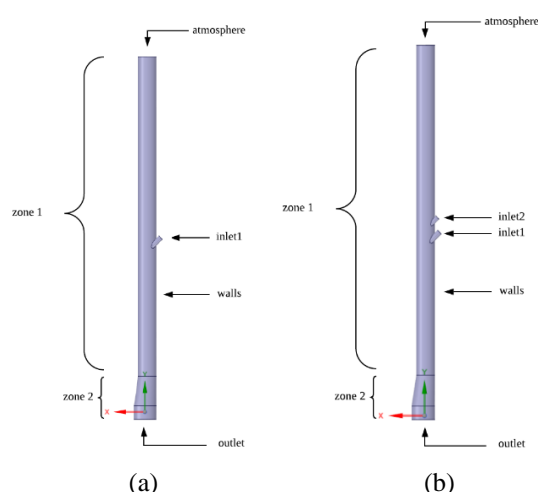 atmosphere
zone 1
inlet1
walls
zone 2
Y
X
outlet
(a)
atmosphere
zone 1
inlet2
inlet1
walls
zone 2
Y
X
outlet
(b)